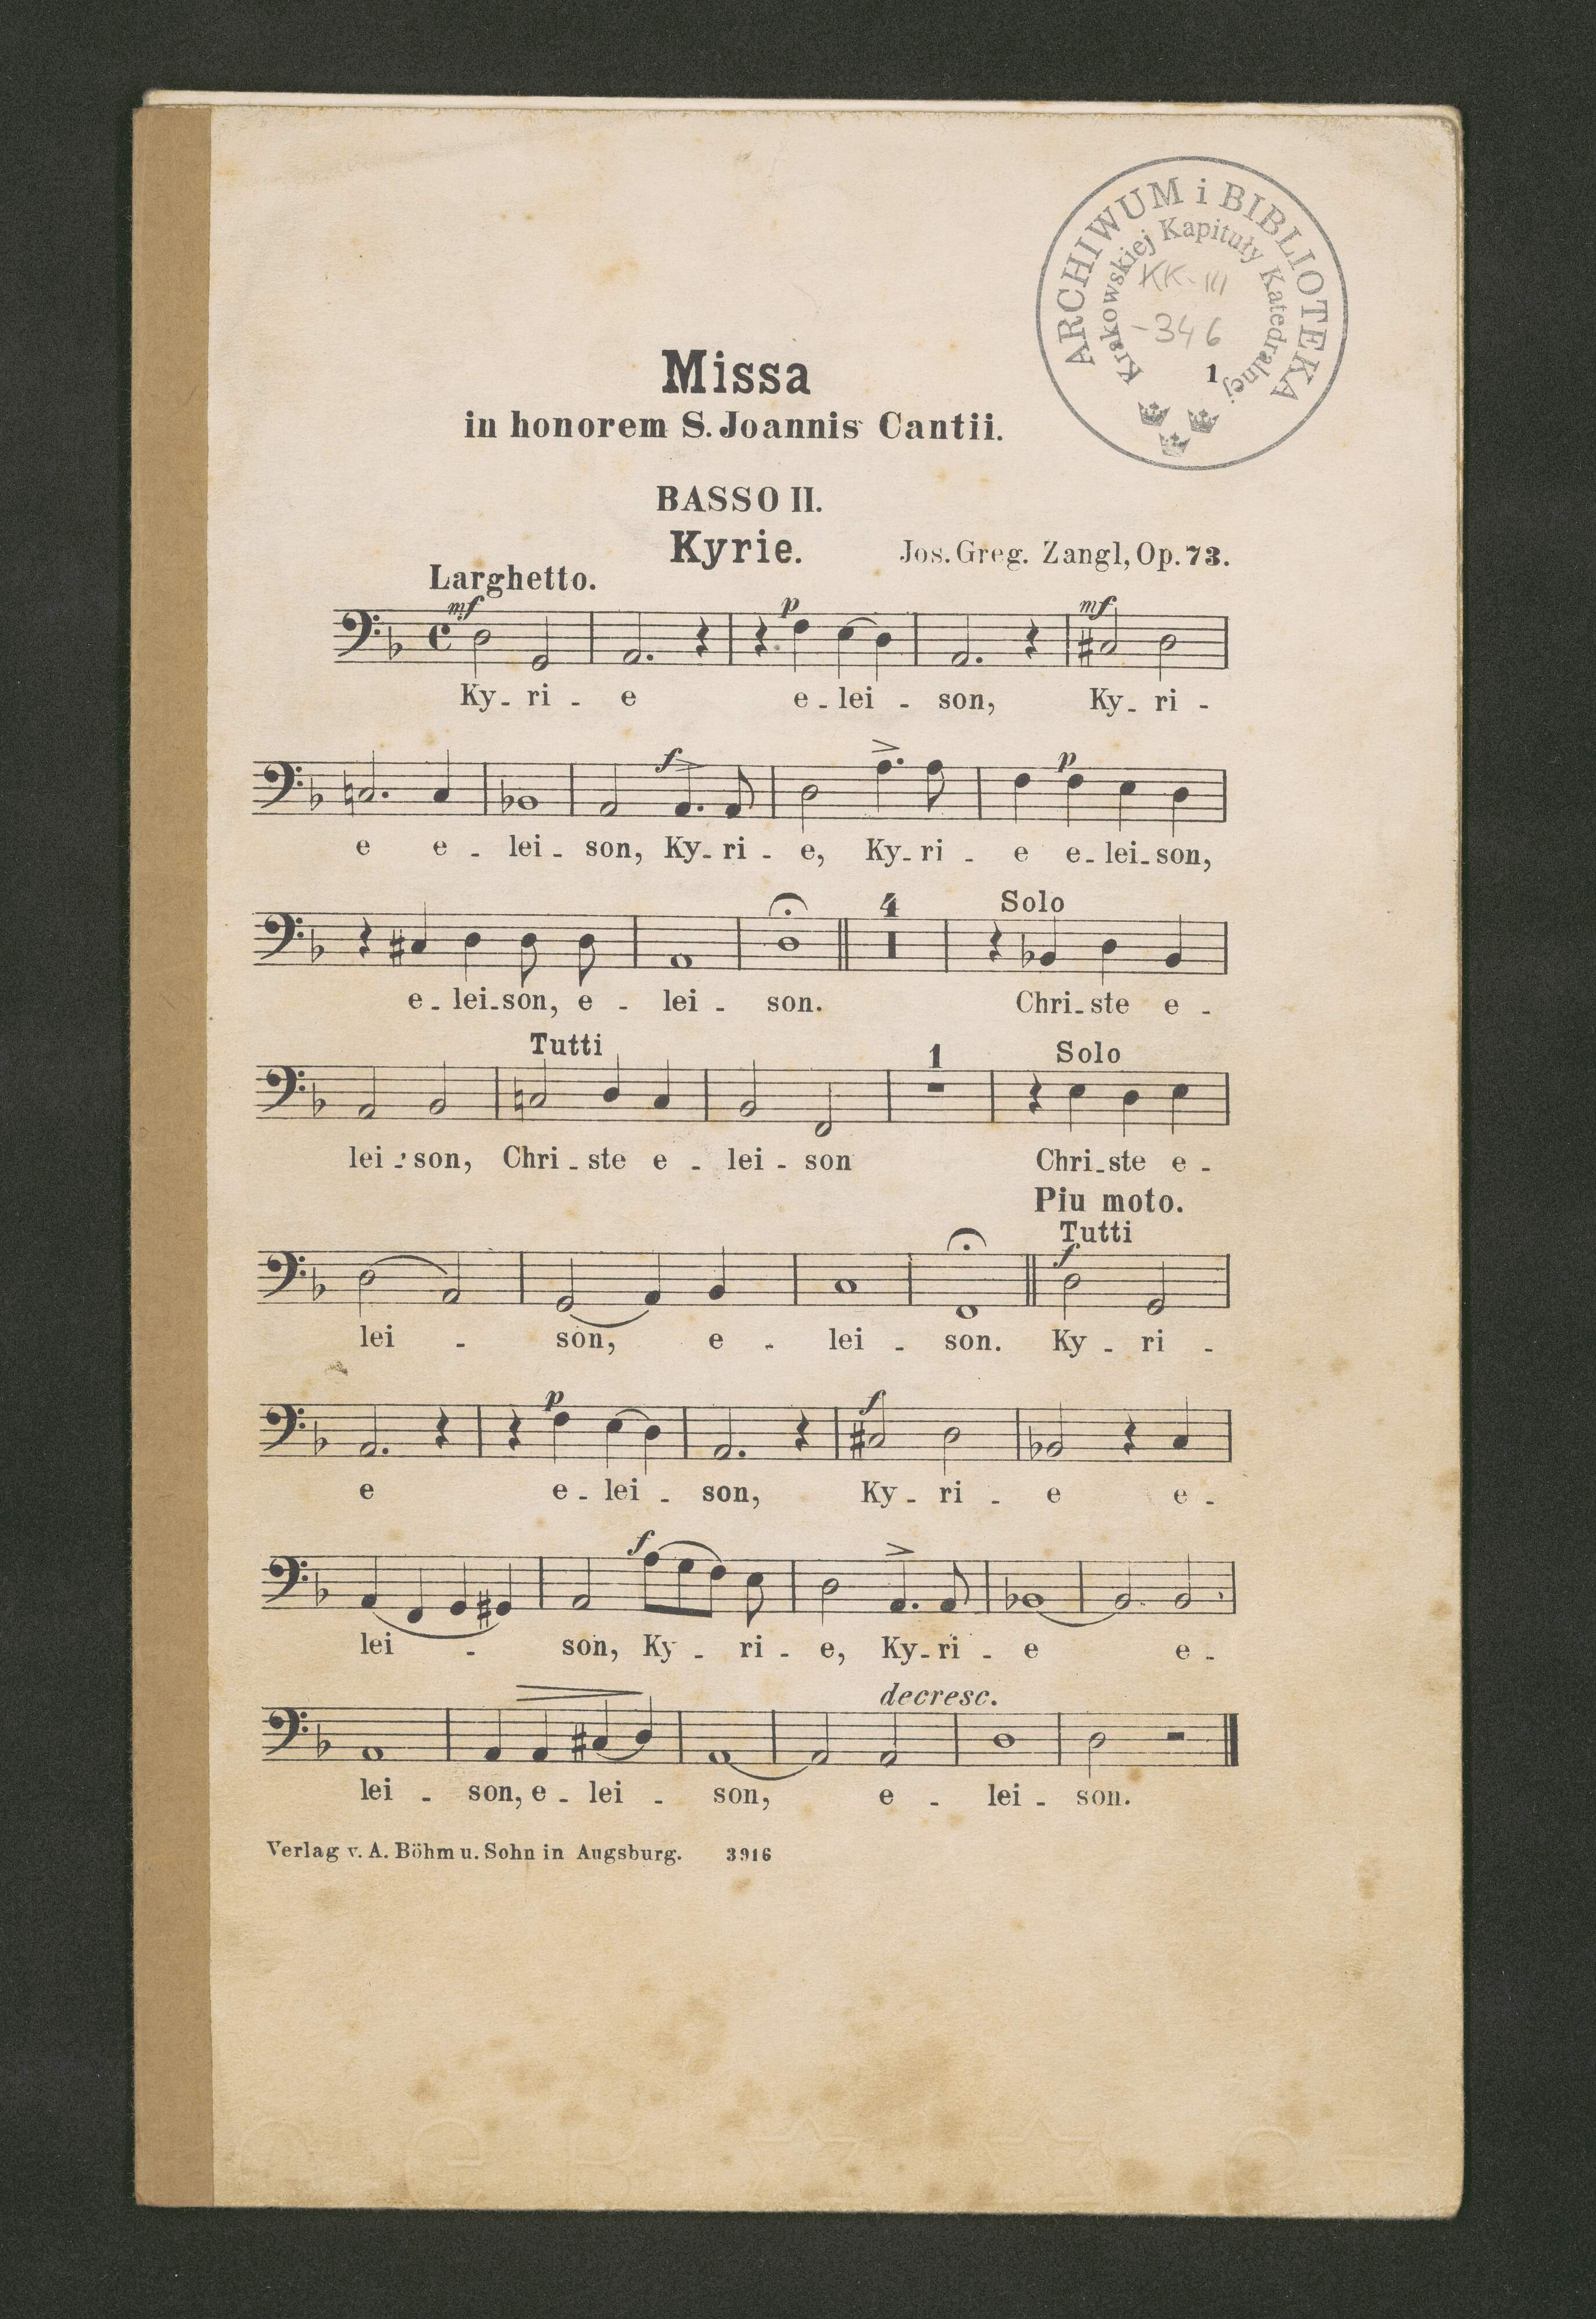 ARCHIWUM i BIBLIOTEKA
Krakowskiej Kapituły Katedralnej
KK-III
-346
1
Missa
in honorem S. Joannis Cantii.
BASSO II.
Kyrie.
Jos. Greg. Zangl, Op. 73.
Larghetto.
mf p mf
Ky - ri - e e - lei - son, Ky - ri -
f p
e e - lei - son, Ky - ri - e, Ky - ri - e e - lei - son,
4 Solo
e - lei - son, e - lei - son. Chri - ste e -
Tutti 1 Solo
lei - son, Chri - ste e - lei - son Chri - ste e -
Piu moto.
Tutti
f
lei - son, e - lei - son. Ky - ri -
p f
e e - lei - son, Ky - ri - e e -
f
lei - son, Ky - ri - e, Ky - ri - e e -
decresc.
lei - son, e - lei - son, e - lei - son.
Verlag v. A. Böhm u. Sohn in Augsburg. 3916